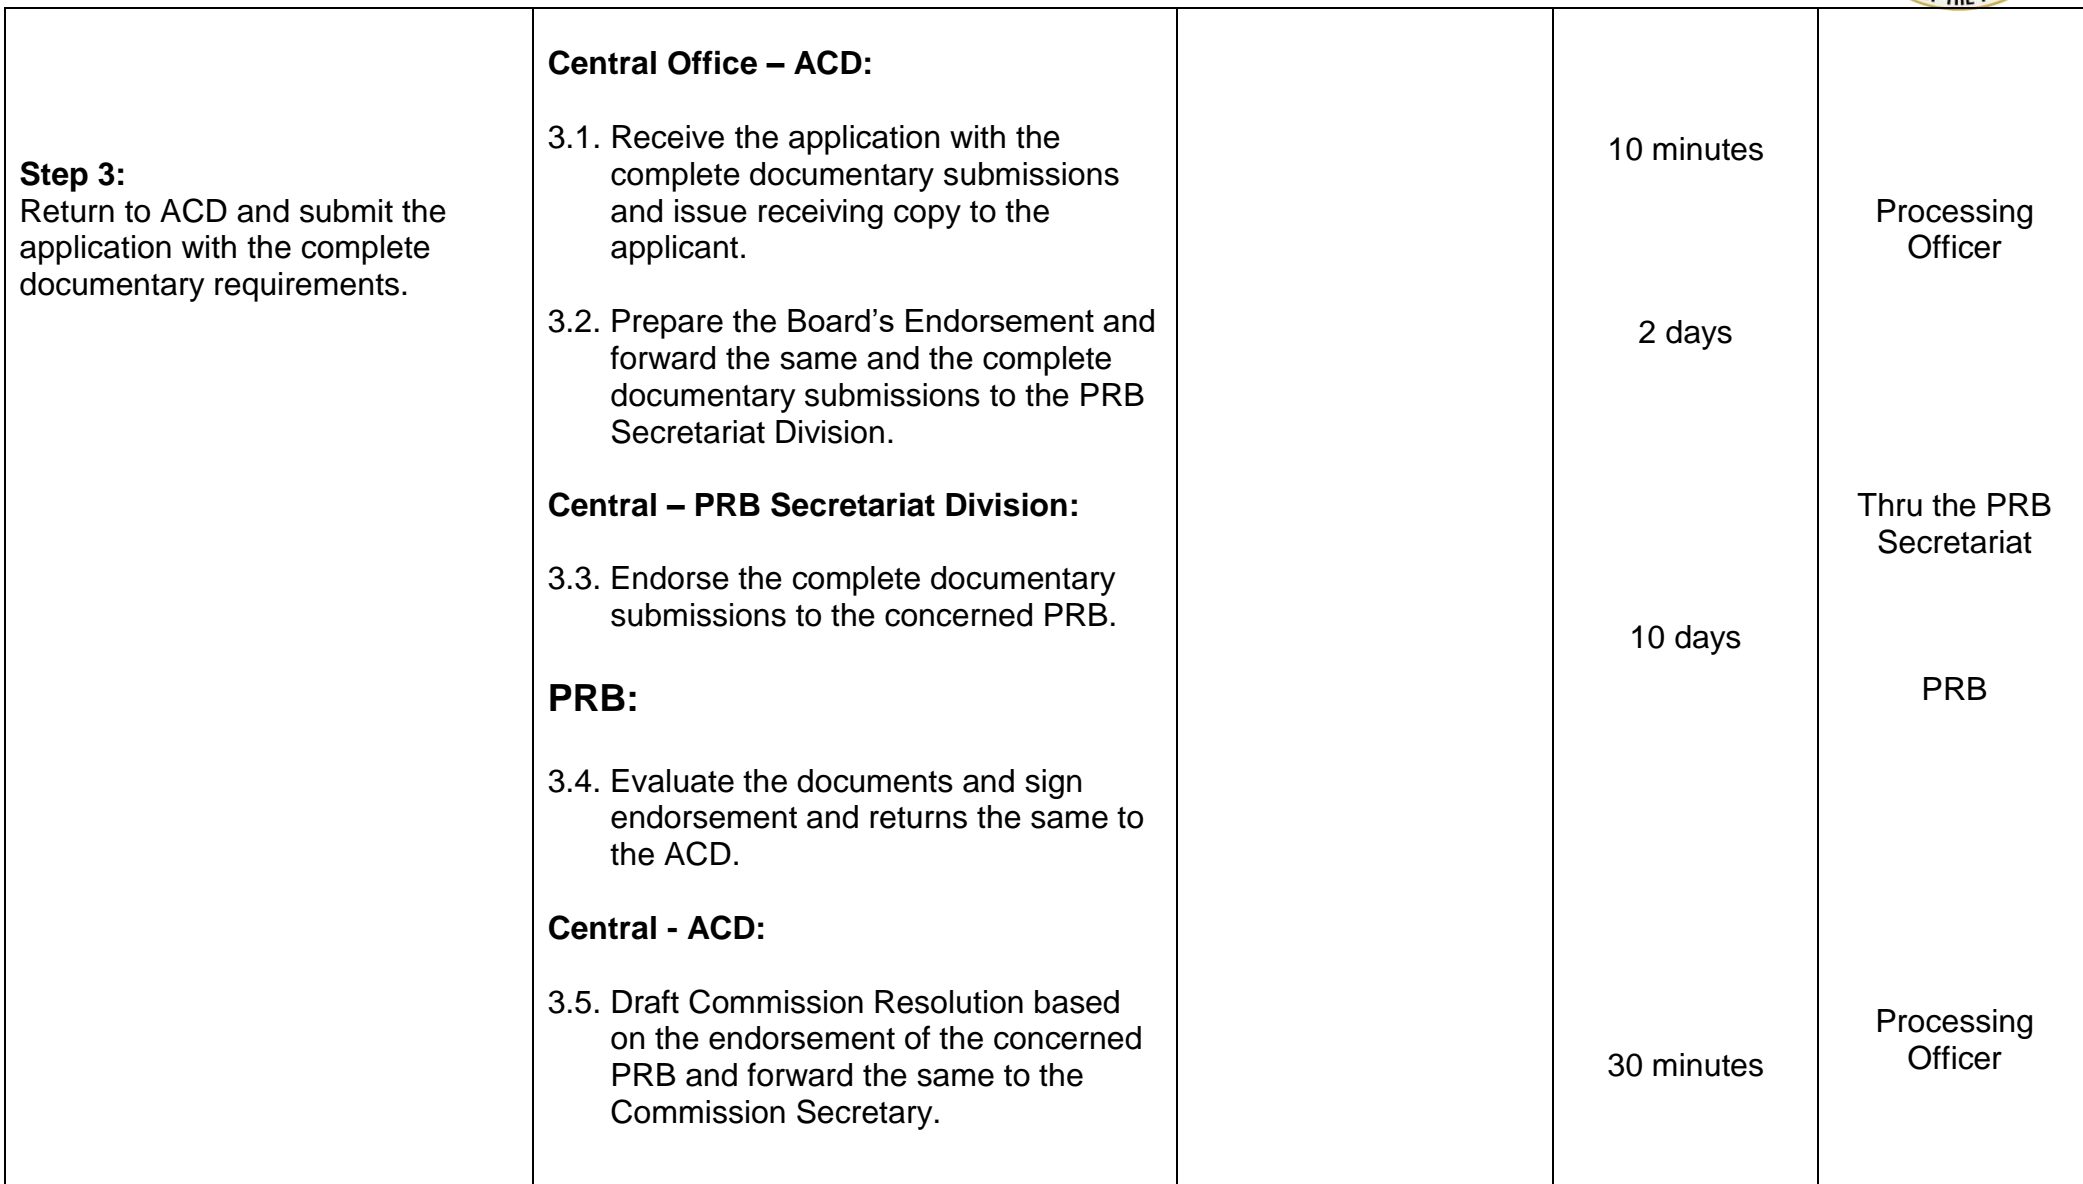 THE
Step 3:
Return to ACD and submit the
application with the complete
documentary requirements.
Central Office – ACD:
3.1. Receive the application with the
complete documentary submissions
and issue receiving copy to the
applicant.
3.2. Prepare the Board’s Endorsement and
forward the same and the complete
documentary submissions to the PRB
Secretariat Division.
Central – PRB Secretariat Division:
3.3. Endorse the complete documentary
submissions to the concerned PRB.
PRB:
3.4. Evaluate the documents and sign
endorsement and returns the same to
the ACD.
Central - ACD:
3.5. Draft Commission Resolution based
on the endorsement of the concerned
PRB and forward the same to the
Commission Secretary.
10 minutes
2 days
10 days
30 minutes
Processing
Officer
Thru the PRB
Secretariat
PRB
Processing
Officer